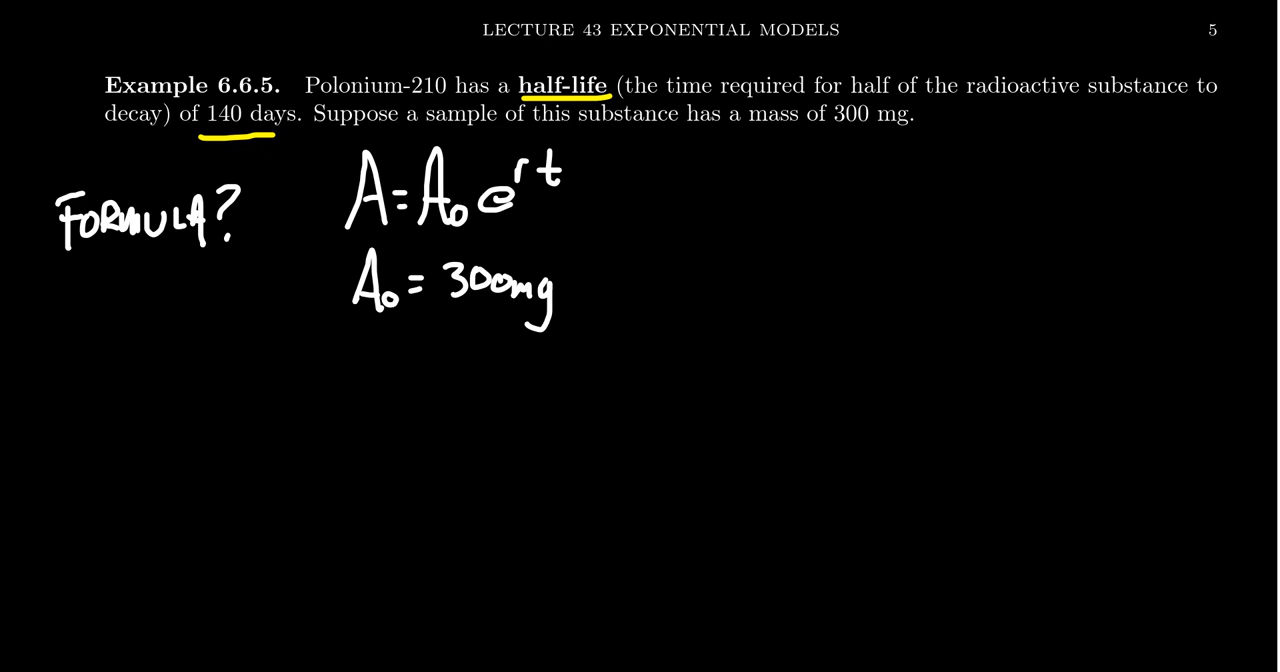 LECTURE 43 EXPONENTIAL MODELS 5
Example 6.6.5. Polonium-210 has a half-life (the time required for half of the radioactive substance to
decay) of 140 days. Suppose a sample of this substance has a mass of 300 mg.
FORMULA? A = A₀ e^{rt}
A₀ = 300mg